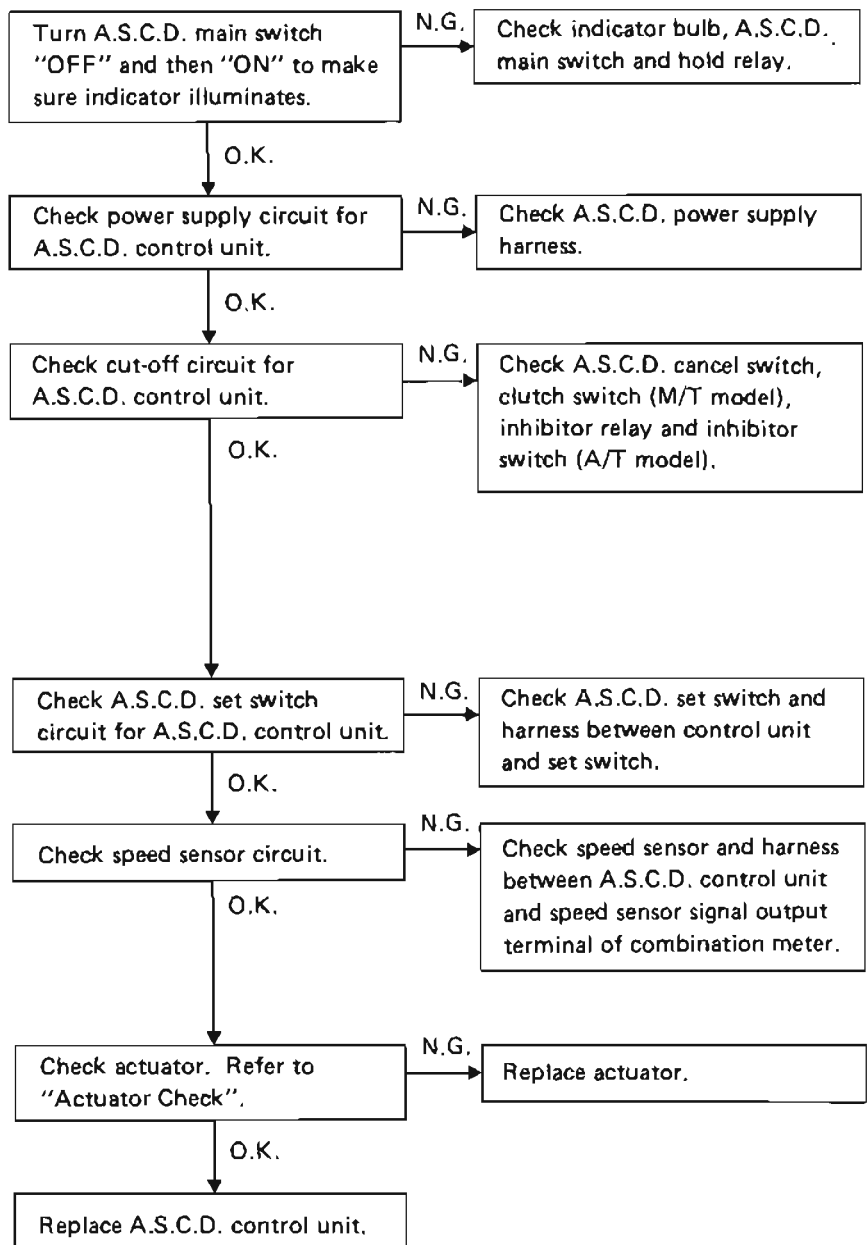 Turn A.S.C.D. main switch
"OFF" and then "ON" to make
sure indicator illuminates.
N.G.
Check indicator bulb, A.S.C.D.
main switch and hold relay.
O.K.
Check power supply circuit for
A.S.C.D. control unit.
N.G.
Check A.S.C.D. power supply
harness.
O.K.
Check cut-off circuit for
A.S.C.D. control unit.
N.G.
Check A.S.C.D. cancel switch,
clutch switch (M/T model),
inhibitor relay and inhibitor
switch (A/T model).
O.K.
Check A.S.C.D. set switch
circuit for A.S.C.D. control unit.
N.G.
Check A.S.C.D. set switch and
harness between control unit
and set switch.
O.K.
Check speed sensor circuit.
N.G.
Check speed sensor and harness
between A.S.C.D. control unit
and speed sensor signal output
terminal of combination meter.
O.K.
Check actuator. Refer to
"Actuator Check".
N.G.
Replace actuator.
O.K.
Replace A.S.C.D. control unit.